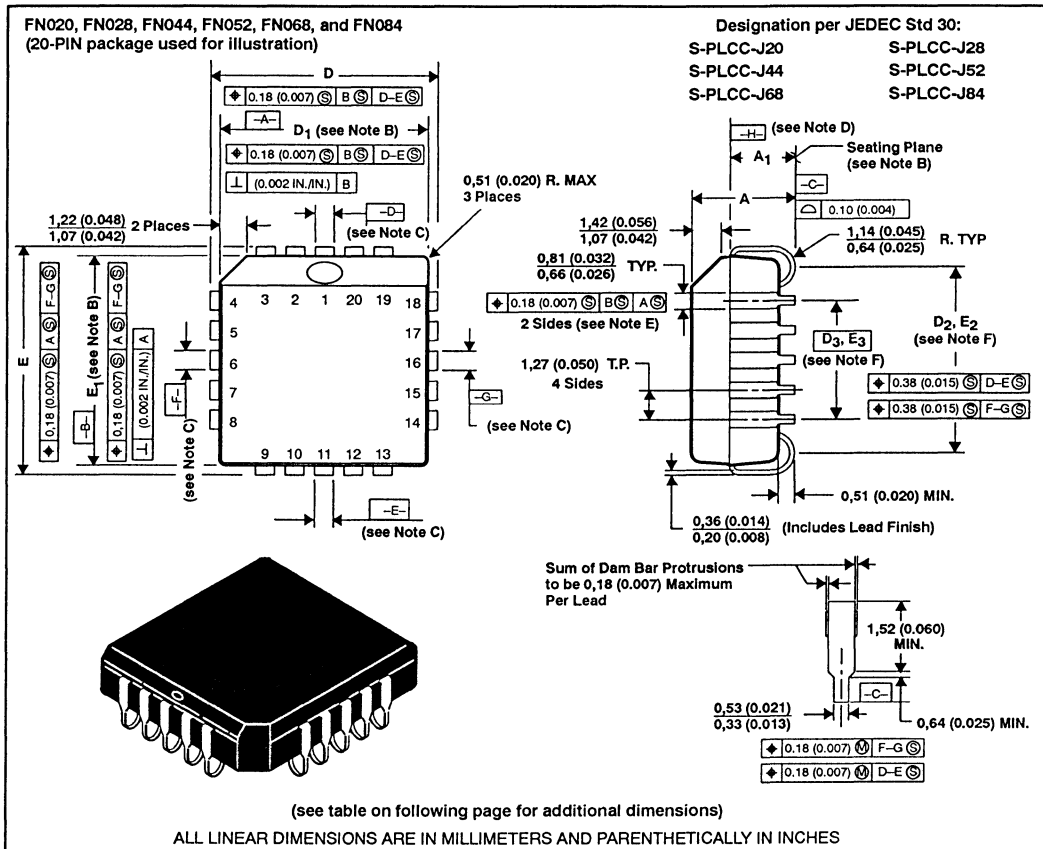 FN020, FN028, FN044, FN052, FN068, and FN084
(20-PIN package used for illustration)
Designation per JEDEC Std 30:
S-PLCC-J20 S-PLCC-J28
S-PLCC-J44 S-PLCC-J52
S-PLCC-J68 S-PLCC-J84
D
⌖ 0.18 (0.007) Ⓢ B Ⓢ D–E Ⓢ
–A–
D1 (see Note B)
⌖ 0.18 (0.007) Ⓢ B Ⓢ D–E Ⓢ
⊥ (0.002 IN./IN.) B
0,51 (0.020) R. MAX
3 Places
1,22 (0.048)
1,07 (0.042)
2 Places
–D–
(see Note C)
4 3 2 1 20 19 18
5 17
6 16
7 15
8 14
9 10 11 12 13
E
⌖ 0,18 (0.007) Ⓢ A Ⓢ F–G Ⓢ
–B–
E1 (see Note B)
⌖ 0,18 (0.007) Ⓢ A Ⓢ F–G Ⓢ
⊥ (0.002 IN./IN.) A
–F–
(see Note C)
–G–
(see Note C)
–E–
(see Note C)
–H– (see Note D)
A1
Seating Plane
(see Note B)
–C–
A
⌓ 0.10 (0.004)
1,42 (0.056)
1,07 (0.042)
1,14 (0.045)
0,64 (0.025)
R. TYP
0,81 (0.032)
0,66 (0.026)
TYP.
⌖ 0.18 (0.007) Ⓢ B Ⓢ A Ⓢ
2 Sides (see Note E)
D3, E3
(see Note F)
D2, E2
(see Note F)
1,27 (0.050) T.P.
4 Sides
⌖ 0.38 (0.015) Ⓢ D–E Ⓢ
⌖ 0.38 (0.015) Ⓢ F–G Ⓢ
0,51 (0.020) MIN.
0,36 (0.014)
0,20 (0.008)
(Includes Lead Finish)
Sum of Dam Bar Protrusions
to be 0,18 (0.007) Maximum
Per Lead
1,52 (0.060)
MIN.
–C–
0,53 (0.021)
0,33 (0.013)
0,64 (0.025) MIN.
⌖ 0.18 (0.007) Ⓜ F–G Ⓢ
⌖ 0.18 (0.007) Ⓜ D–E Ⓢ
(see table on following page for additional dimensions)
ALL LINEAR DIMENSIONS ARE IN MILLIMETERS AND PARENTHETICALLY IN INCHES